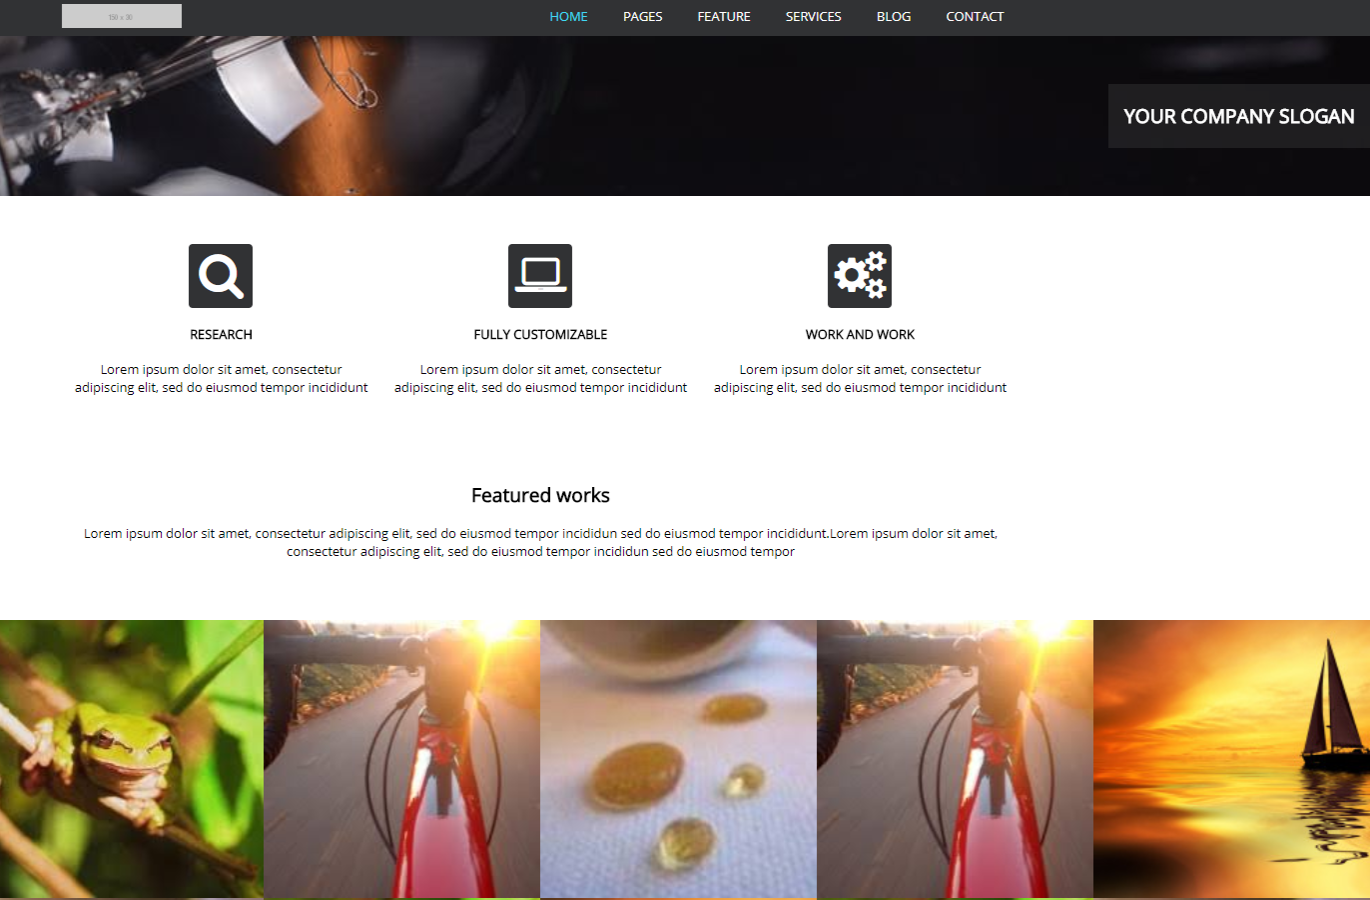 150 x 30
HOME PAGES FEATURE SERVICES BLOG CONTACT
YOUR COMPANY SLOGAN
RESEARCH
Lorem ipsum dolor sit amet, consectetur
adipiscing elit, sed do eiusmod tempor incididunt
FULLY CUSTOMIZABLE
Lorem ipsum dolor sit amet, consectetur
adipiscing elit, sed do eiusmod tempor incididunt
WORK AND WORK
Lorem ipsum dolor sit amet, consectetur
adipiscing elit, sed do eiusmod tempor incididunt
Featured works
Lorem ipsum dolor sit amet, consectetur adipiscing elit, sed do eiusmod tempor incididun sed do eiusmod tempor incididunt.Lorem ipsum dolor sit amet,
consectetur adipiscing elit, sed do eiusmod tempor incididun sed do eiusmod tempor